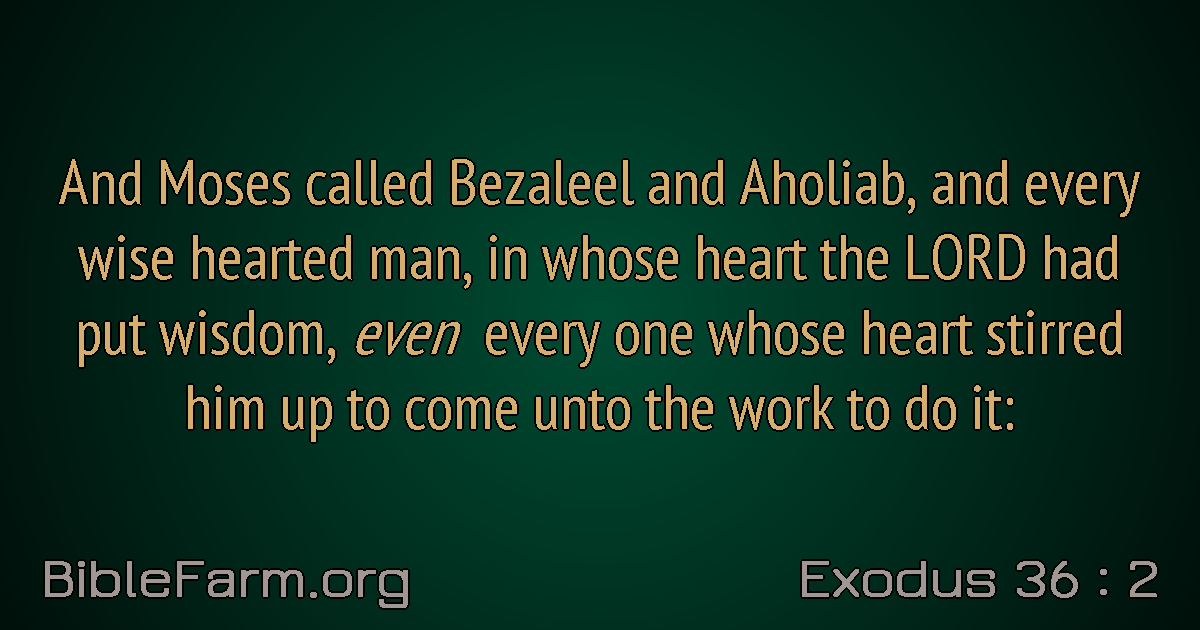 And Moses called Bezaleel and Aholiab, and every
wise hearted man, in whose heart the LORD had
put wisdom, even every one whose heart stirred
him up to come unto the work to do it:
BibleFarm.org
Exodus 36 : 2